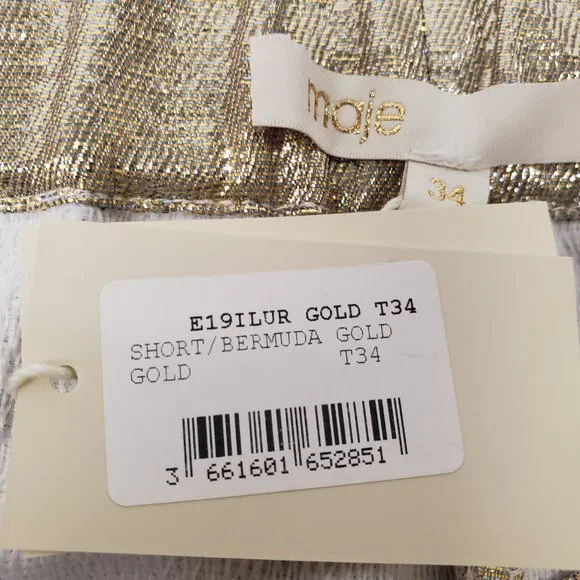 maje
34
E19ILUR GOLD T34
SHORT/BERMUDA GOLD
GOLD T34
3 661601 652851